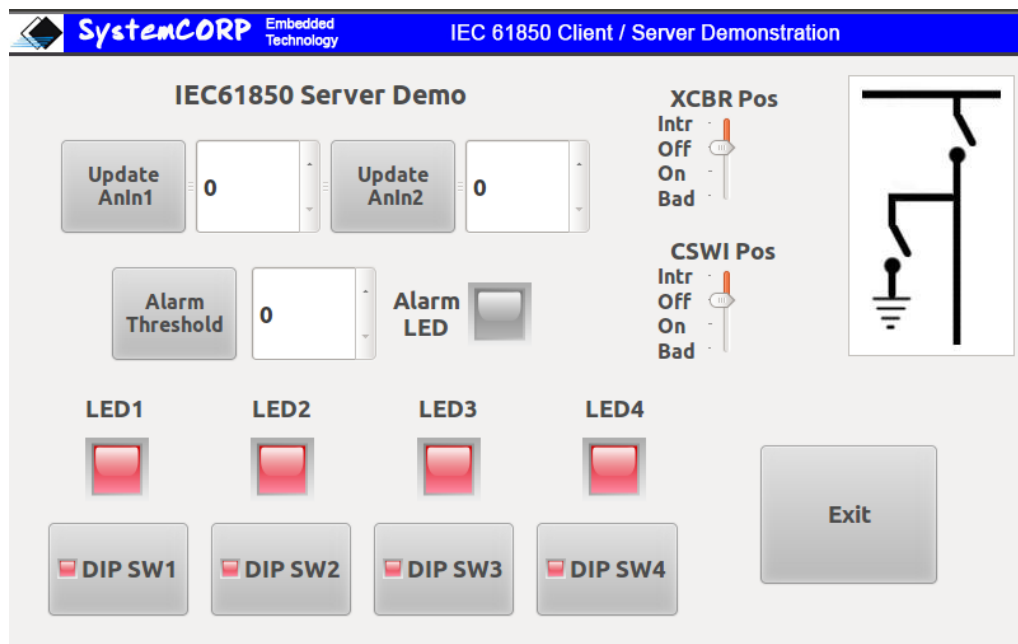 SystemCORP Embedded Technology
IEC 61850 Client / Server Demonstration
IEC61850 Server Demo
Update AnIn1
0
Update AnIn2
0
Alarm Threshold
0
Alarm LED
XCBR Pos
Intr
Off
On
Bad
CSWI Pos
Intr
Off
On
Bad
LED1
LED2
LED3
LED4
DIP SW1
DIP SW2
DIP SW3
DIP SW4
Exit